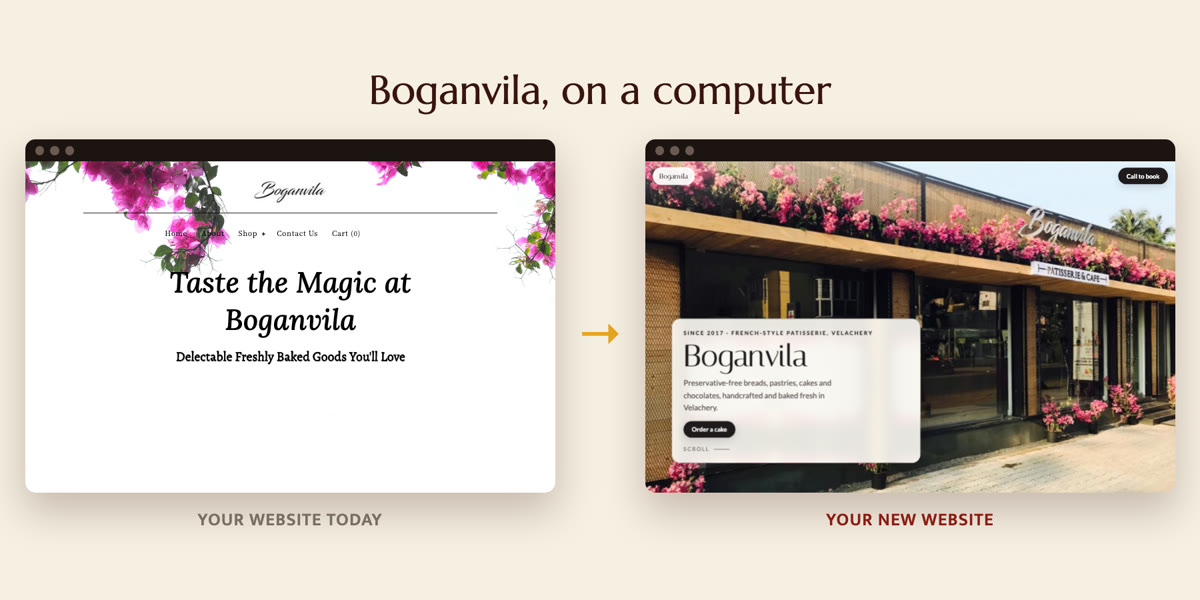 Boganvila, on a computer
Boganvila
Home About Shop + Contact Us Cart (0)
Taste the Magic at
Boganvila
Delectable Freshly Baked Goods You'll Love
YOUR WEBSITE TODAY
Boganvila
Call to book
Boganvila
PATISSERIE & CAFE
SINCE 2017 · FRENCH-STYLE PATISSERIE, VELACHERY
Boganvila
Preservative-free breads, pastries, cakes and
chocolates, handcrafted and baked fresh in
Velachery.
Order a cake
SCROLL
YOUR NEW WEBSITE